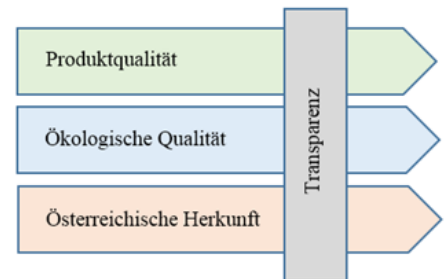 Produktqualität
Ökologische Qualität
Österreichische Herkunft
Transparenz